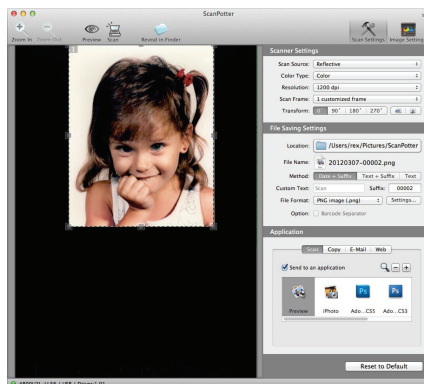 ScanPotter
Zoom In Zoom Out Preview Scan Reveal in Finder Scan Settings Image Setting
Scanner Settings
Scan Source: Reflective
Color Type: Color
Resolution: 1200 dpi
Scan Frame: 1 customized frame
Transform: 0 90° 180° 270°
File Saving Settings
Location: /Users/rex/Pictures/ScanPotter
File Name: 20120307-00002.png
Method: Date + Suffix Text + Suffix Text
Custom Text: Scan Suffix: 00002
File Format: PNG image (.png) Settings...
Option: Barcode Separator
Application
Scan Copy E-Mail Web
Send to an application
Ps Ps
Preview iPhoto Ado...CS5 Ado...CS3
Reset to Default